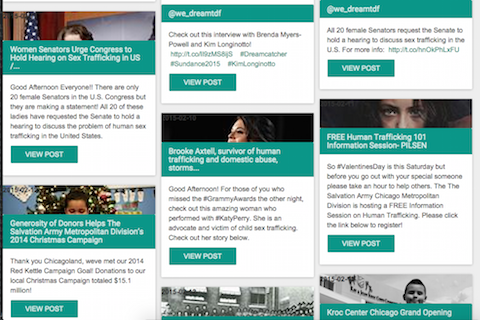 Women Senators Urge Congress to
Hold Hearing on Sex Trafficking in US
/...
Good Afternoon Everyone!! There are
only 20 female Senators in the U.S. Congress but
they are making a statement! All 20 of these
ladies have requested the Senate to hold a
hearing to discuss the problem of human sex
trafficking in the United States.
VIEW POST
Generosity of Donors Helps The
Salvation Army Metropolitan Division's
2014 Christmas Campaign
Thank you Chicagoland, we've met our 2014
Red Kettle Campaign Goal! Donations to our
local Christmas Campaign totaled $15.1
million!
VIEW POST
@we_dreamtdf
Check out this interview with Brenda Myers-
Powell and Kim Longinotto!
#Dreamcatcher
#Sundance2015 #KimLonginotto
VIEW POST
2015-02-10
Brooke Axtell, survivor of human
trafficking and domestic abuse,
storms...
Good Afternoon! For those of you who
missed the #GrammyAwards the other night,
check out this amazing woman who
performed with #KatyPerry. She is an
advocate and victim of child sex trafficking.
Check out her story below.
VIEW POST
@we_dreamtdf
All 20 female Senators request the Senate to
hold a hearing to discuss sex trafficking in the
U.S. For more info:
VIEW POST
FREE Human Trafficking 101
Information Session- PILSEN
So #ValentinesDay is this Saturday but
before you go out with your special someone
please take an hour to help others. The The
Salvation Army Chicago Metropolitan
Division is hosting a FREE Information
Session on Human Trafficking. Please click
the link below to register!
VIEW POST
Kroc Center Chicago Grand Opening